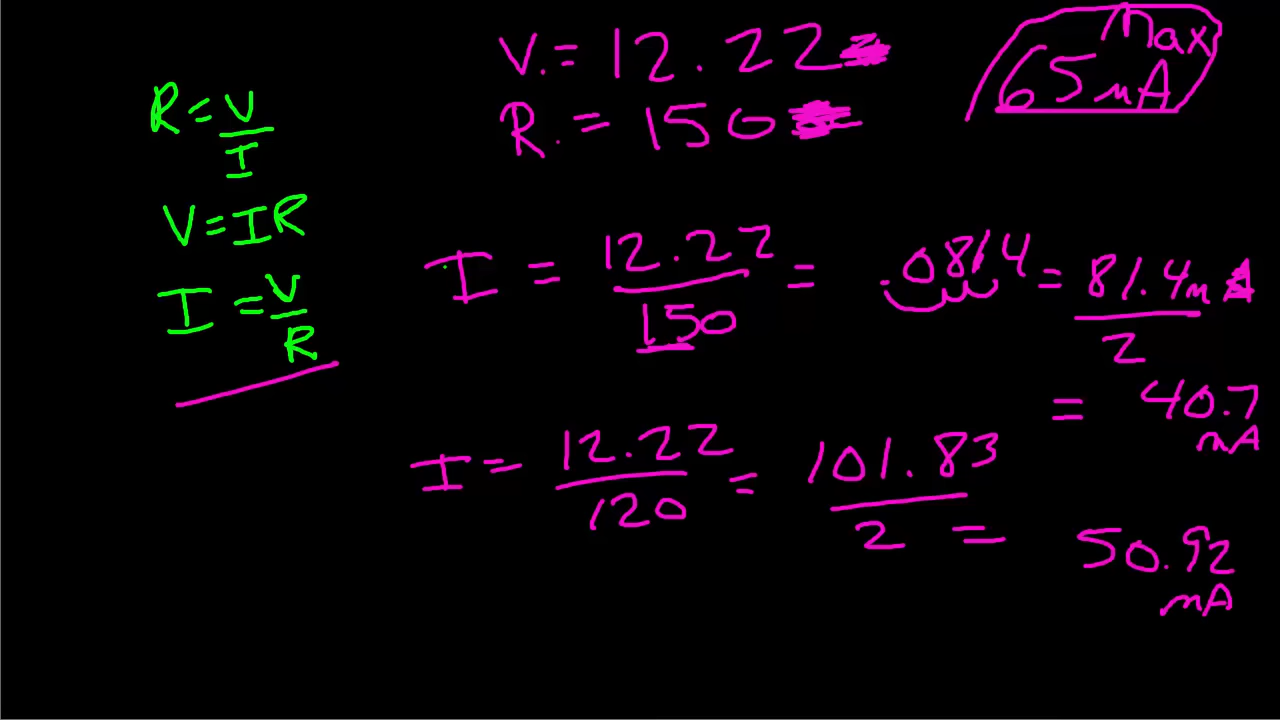 V.=12.22
R.=150
Max
65mA
R=V/I
V=IR
I=V/R
I = 12.22/150 = .0814 = 81.4mA/2
= 40.7
mA
I = 12.22/120 = 101.83/2 = 50.92
mA